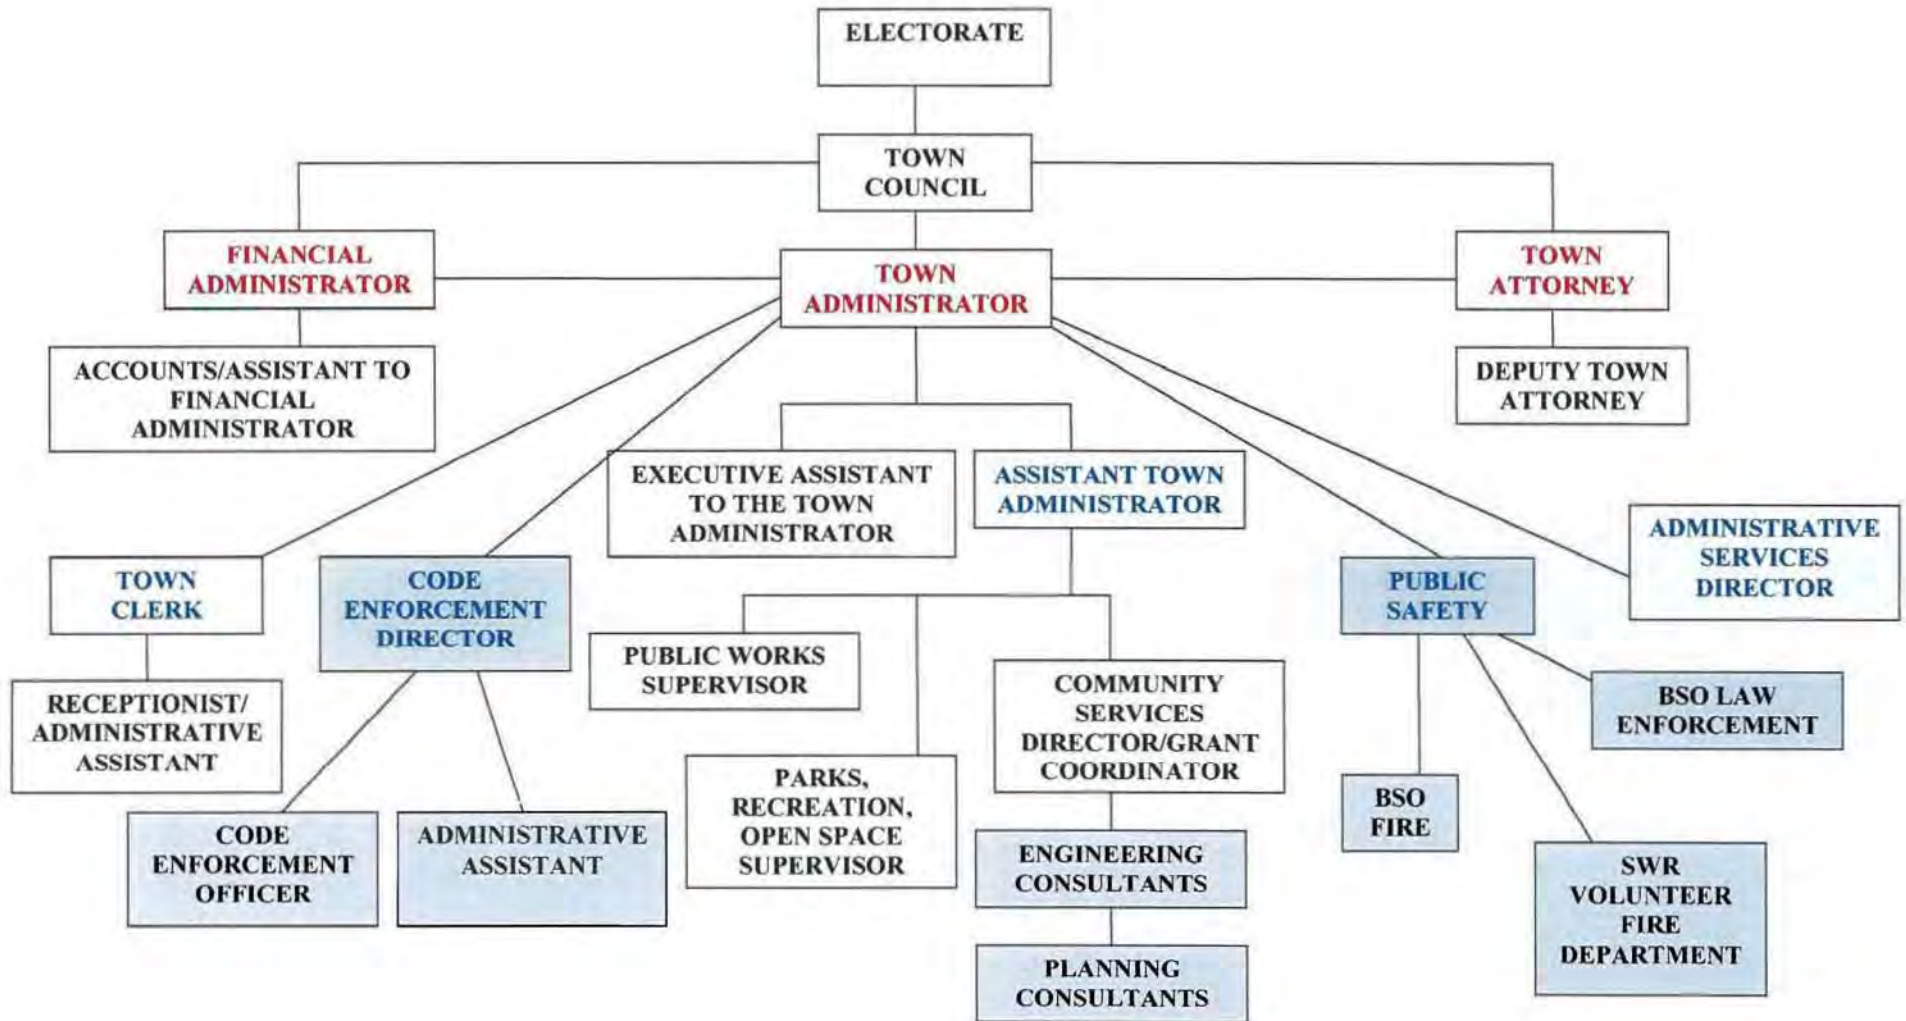 ELECTORATE
TOWN
COUNCIL
FINANCIAL
ADMINISTRATOR
TOWN
ADMINISTRATOR
TOWN
ATTORNEY
ACCOUNTS/ASSISTANT TO
FINANCIAL
ADMINISTRATOR
DEPUTY TOWN
ATTORNEY
EXECUTIVE ASSISTANT
TO THE TOWN
ADMINISTRATOR
ASSISTANT TOWN
ADMINISTRATOR
ADMINISTRATIVE
SERVICES
DIRECTOR
TOWN
CLERK
CODE
ENFORCEMENT
DIRECTOR
PUBLIC
SAFETY
PUBLIC WORKS
SUPERVISOR
COMMUNITY
SERVICES
DIRECTOR/GRANT
COORDINATOR
BSO LAW
ENFORCEMENT
RECEPTIONIST/
ADMINISTRATIVE
ASSISTANT
PARKS,
RECREATION,
OPEN SPACE
SUPERVISOR
BSO
FIRE
CODE
ENFORCEMENT
OFFICER
ADMINISTRATIVE
ASSISTANT
ENGINEERING
CONSULTANTS
SWR
VOLUNTEER
FIRE
DEPARTMENT
PLANNING
CONSULTANTS